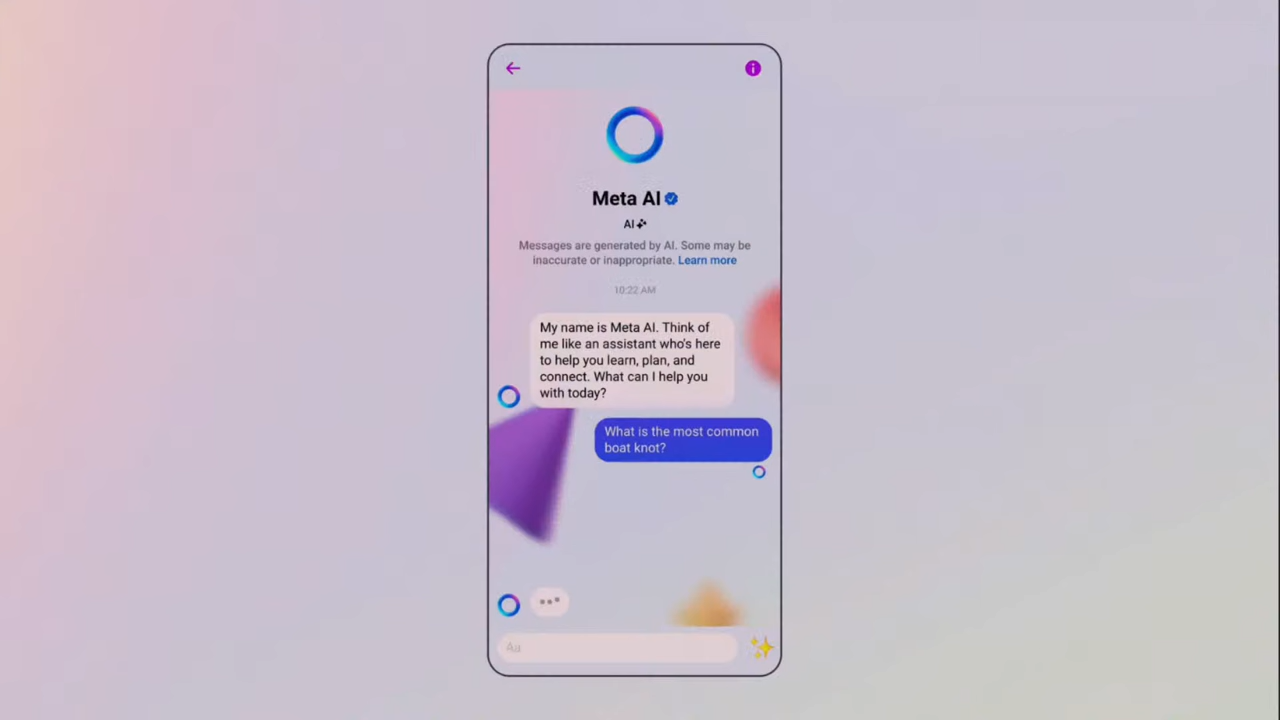 Meta AI
AI
Messages are generated by AI. Some may be
inaccurate or inappropriate. Learn more
10:22 AM
My name is Meta AI. Think of
me like an assistant who's here
to help you learn, plan, and
connect. What can I help you
with today?
What is the most common
boat knot?
Aa